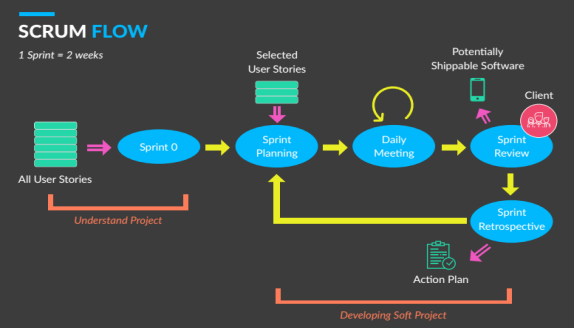 SCRUM FLOW
1 Sprint = 2 weeks
Selected
User Stories
Potentially
Shippable Software
Client
Sprint 0
Sprint
Planning
Daily
Meeting
Sprint
Review
All User Stories
Understand Project
Sprint
Retrospective
Action Plan
Developing Soft Project